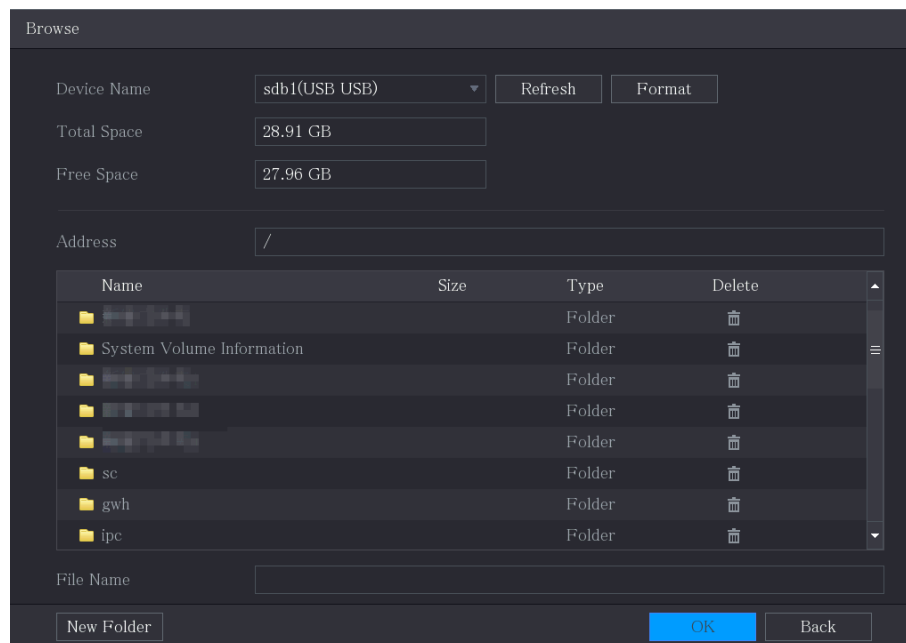 Browse
Device Name sdb1(USB USB) Refresh Format
Total Space 28.91 GB
Free Space 27.96 GB
Address /
Name Size Type Delete
Folder
System Volume Information Folder
Folder
Folder
Folder
sc Folder
gwh Folder
ipc Folder
File Name
New Folder OK Back